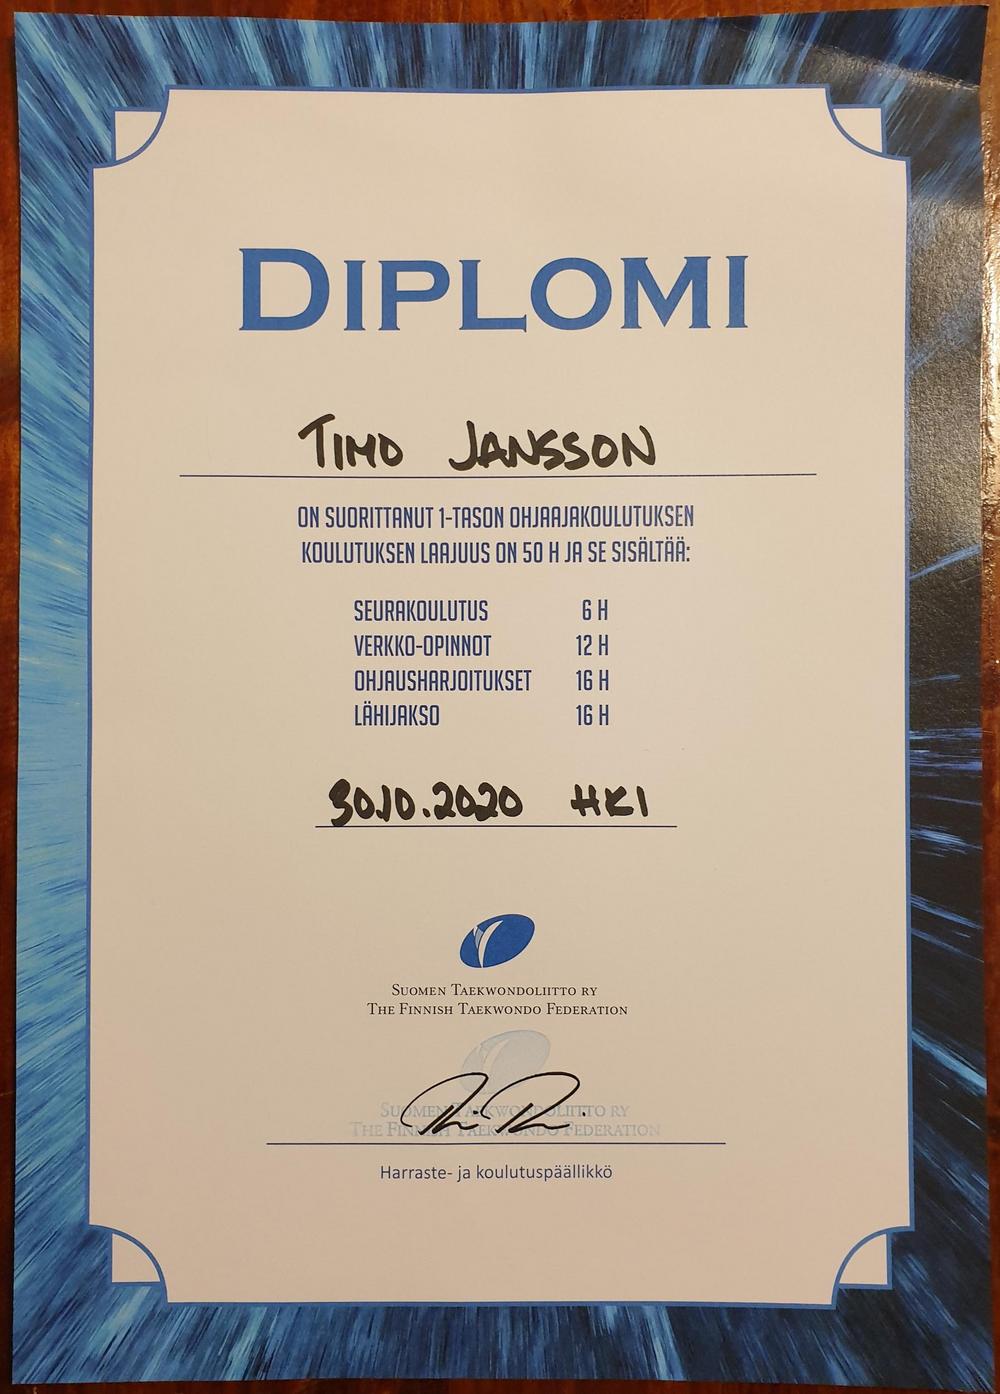 DIPLOMI
TIMO JANSSON
ON SUORITTANUT 1-TASON OHJAAJAKOULUTUKSEN
KOULUTUKSEN LAAJUUS ON 50 H JA SE SISÄLTÄÄ:
SEURAKOULUTUS 6 H
VERKKO-OPINNOT 12 H
OHJAUSHARJOITUKSET 16 H
LÄHIJAKSO 16 H
30.10.2020 HKI
SUOMEN TAEKWONDOLIITTO RY
THE FINNISH TAEKWONDO FEDERATION
SUOMEN TAEKWONDOLIITTO RY
THE FINNISH TAEKWONDO FEDERATION
Harraste- ja koulutuspäällikkö